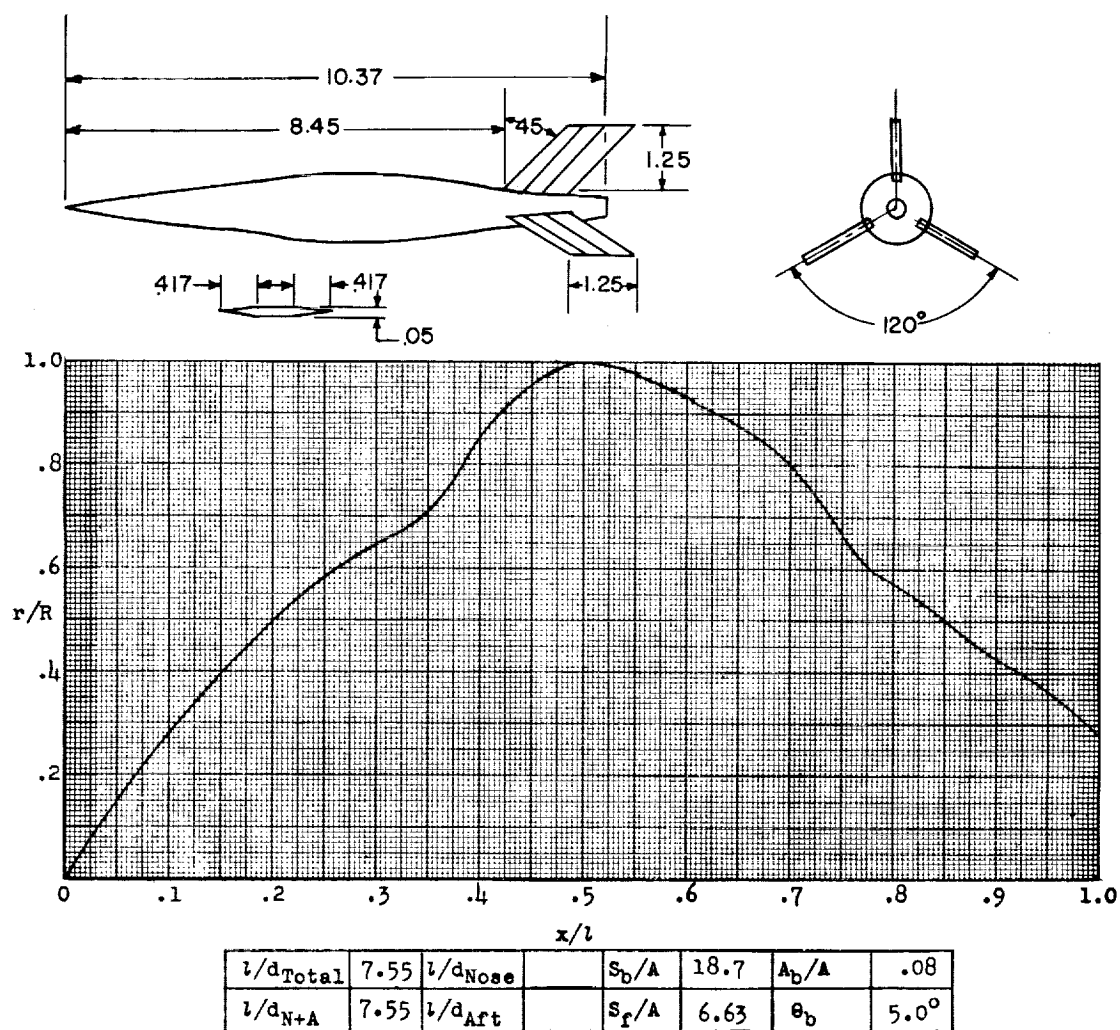 10.37
8.45
45
1.25
.417
.417
.05
1.25
120°
1.0
.8
.6
r/R
.4
.2
0 .1 .2 .3 .4 .5 .6 .7 .8 .9 1.0
x/l
l/dTotal 7.55 l/dNose Sb/A 18.7 Ab/A .08
l/dN+A 7.55 l/dAft Sf/A 6.63 θb 5.0°